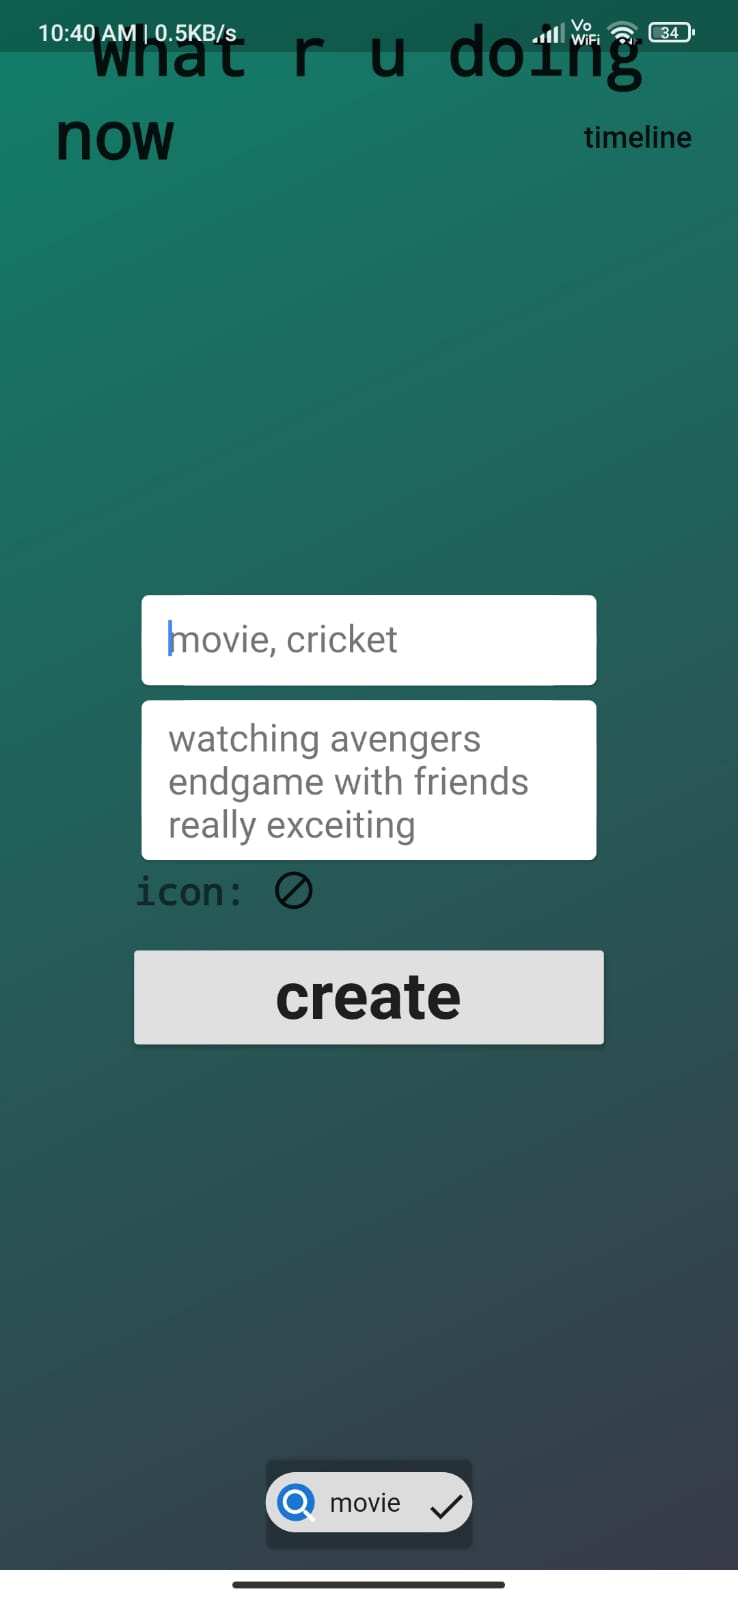 10:40 AM | 0.5KB/s
Vo
WiFi
34
what r u doing
now
timeline
movie, cricket
watching avengers
endgame with friends
really exceiting
icon:
create
movie